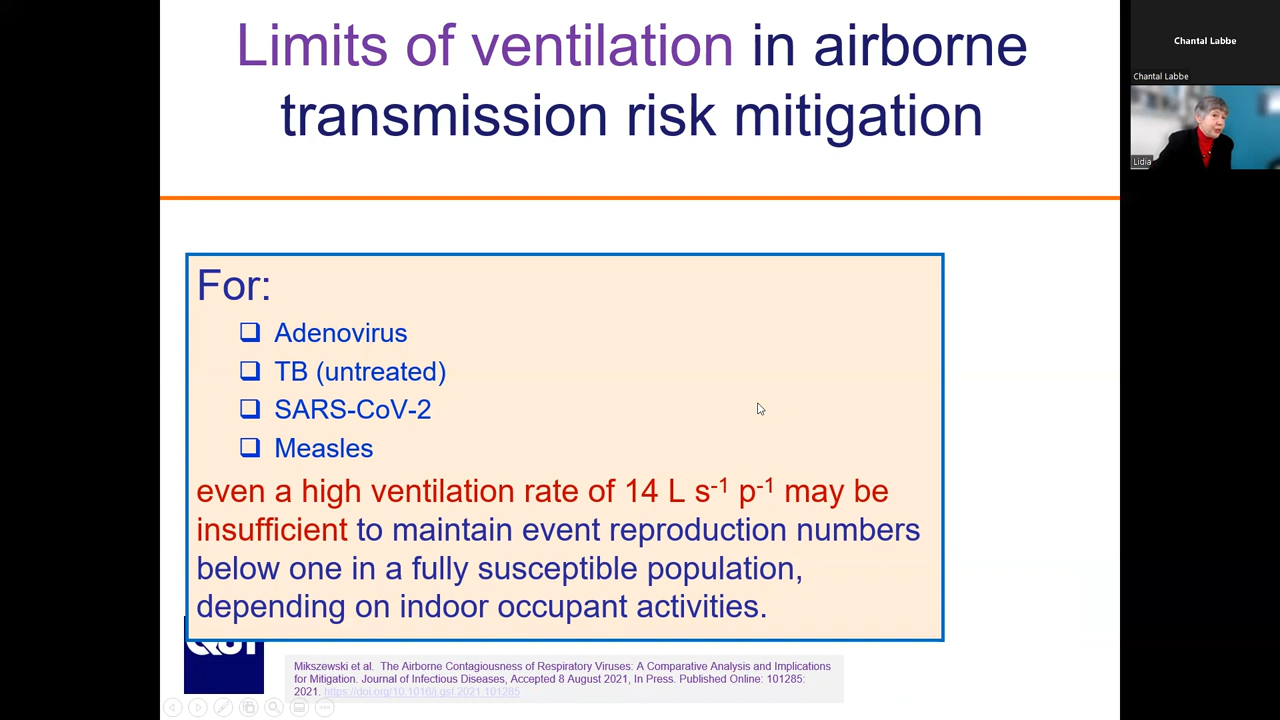 Limits of ventilation in airborne
transmission risk mitigation
Chantal Labbe
Chantal Labbe
Lidia
For:
Adenovirus
TB (untreated)
SARS-CoV-2
Measles
even a high ventilation rate of 14 L s⁻¹ p⁻¹ may be
insufficient to maintain event reproduction numbers
below one in a fully susceptible population,
depending on indoor occupant activities.
QUT
Mikszewski et al. The Airborne Contagiousness of Respiratory Viruses: A Comparative Analysis and Implications
for Mitigation. Journal of Infectious Diseases, Accepted 8 August 2021, In Press. Published Online: 101285:
2021. https://doi.org/10.1016/j.gsf.2021.101285